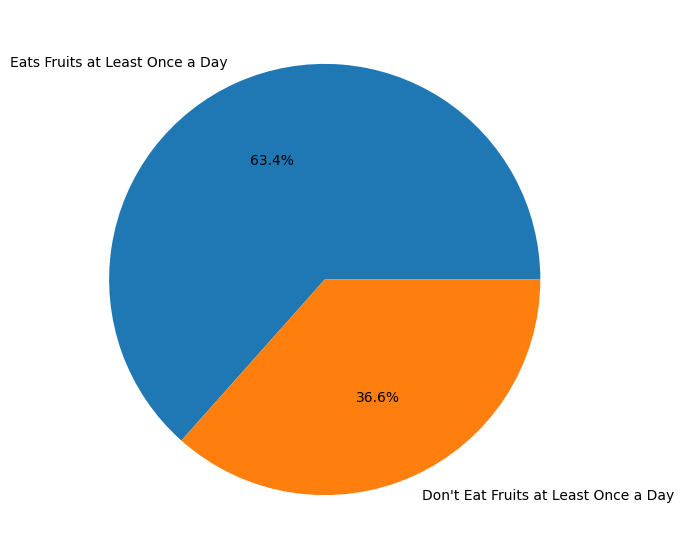 Eats Fruits at Least Once a Day
63.4%
36.6%
Don't Eat Fruits at Least Once a Day